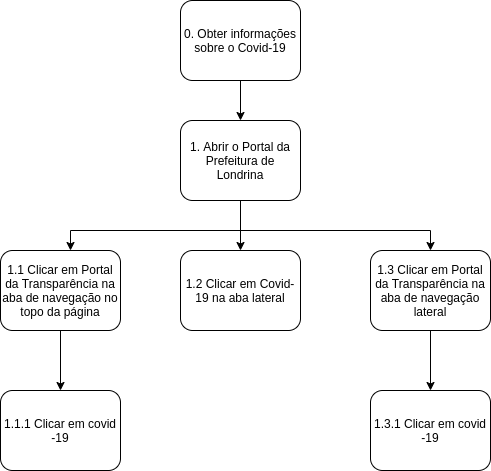 0. Obter informações
sobre o Covid-19
1. Abrir o Portal da
Prefeitura de
Londrina
1.1 Clicar em Portal
da Transparência na
aba de navegação no
topo da página
1.2 Clicar em Covid-
19 na aba lateral
1.3 Clicar em Portal
da Transparência na
aba de navegação
lateral
1.1.1 Clicar em covid
-19
1.3.1 Clicar em covid
-19